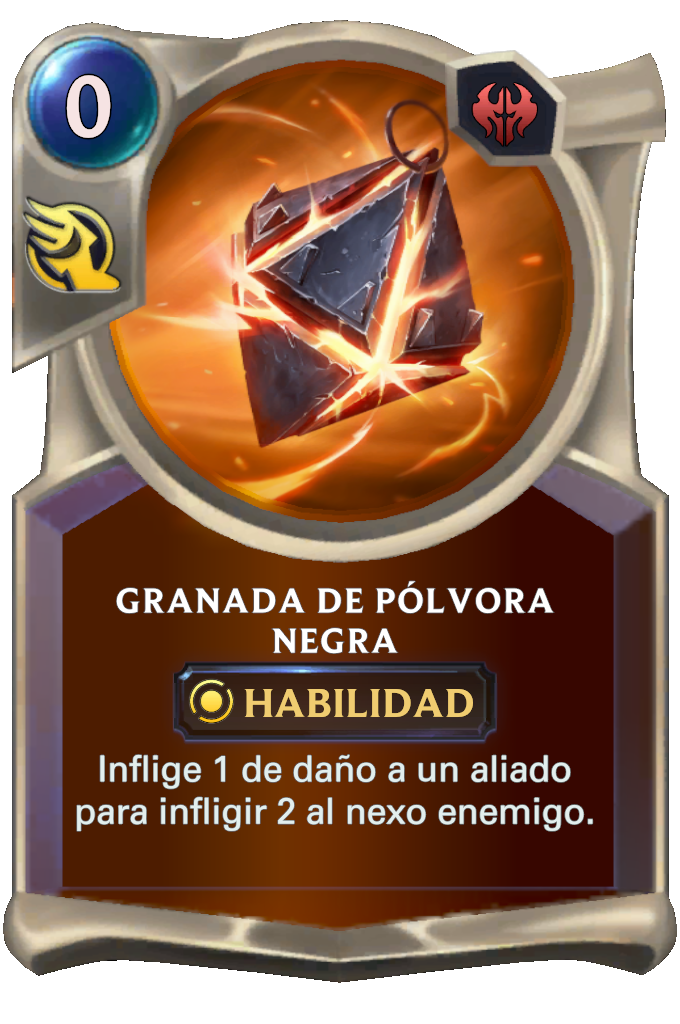 0
GRANADA DE PÓLVORA
NEGRA
HABILIDAD
Inflige 1 de daño a un aliado
para infligir 2 al nexo enemigo.